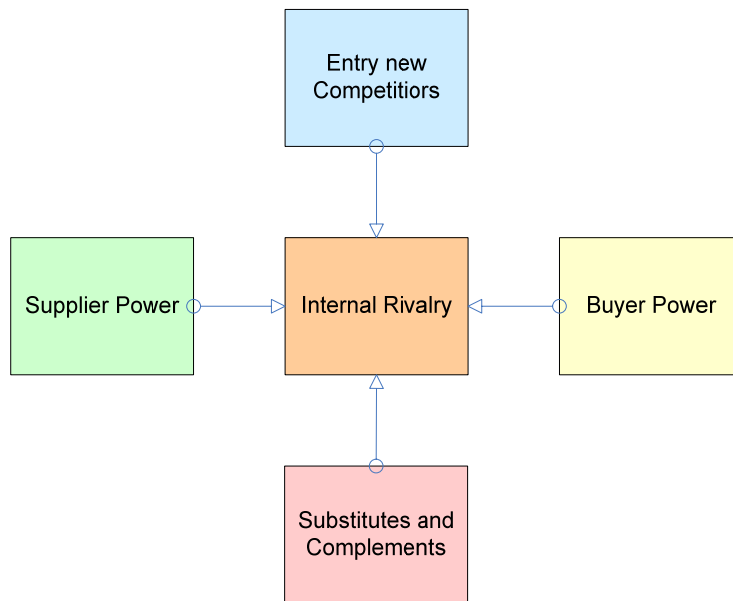 Entry new
Competitiors
Supplier Power
Internal Rivalry
Buyer Power
Substitutes and
Complements